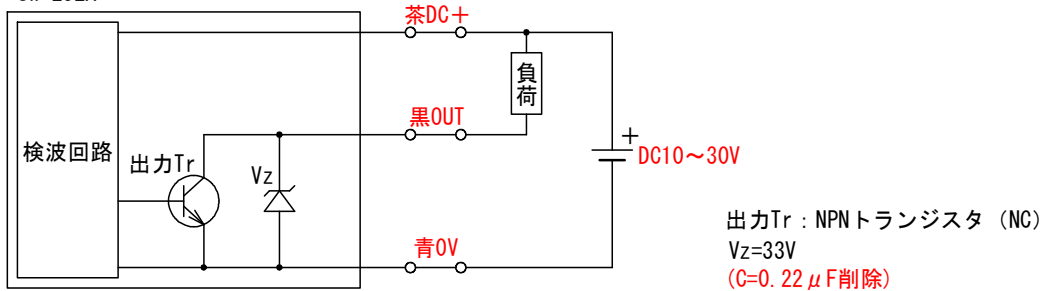 茶DC＋
負荷
黒OUT
検波回路
出力Tr
Vz
+
DC10～30V
青0V
出力Tr：NPNトランジスタ（NC）
Vz=33V
(C=0.22μF削除)